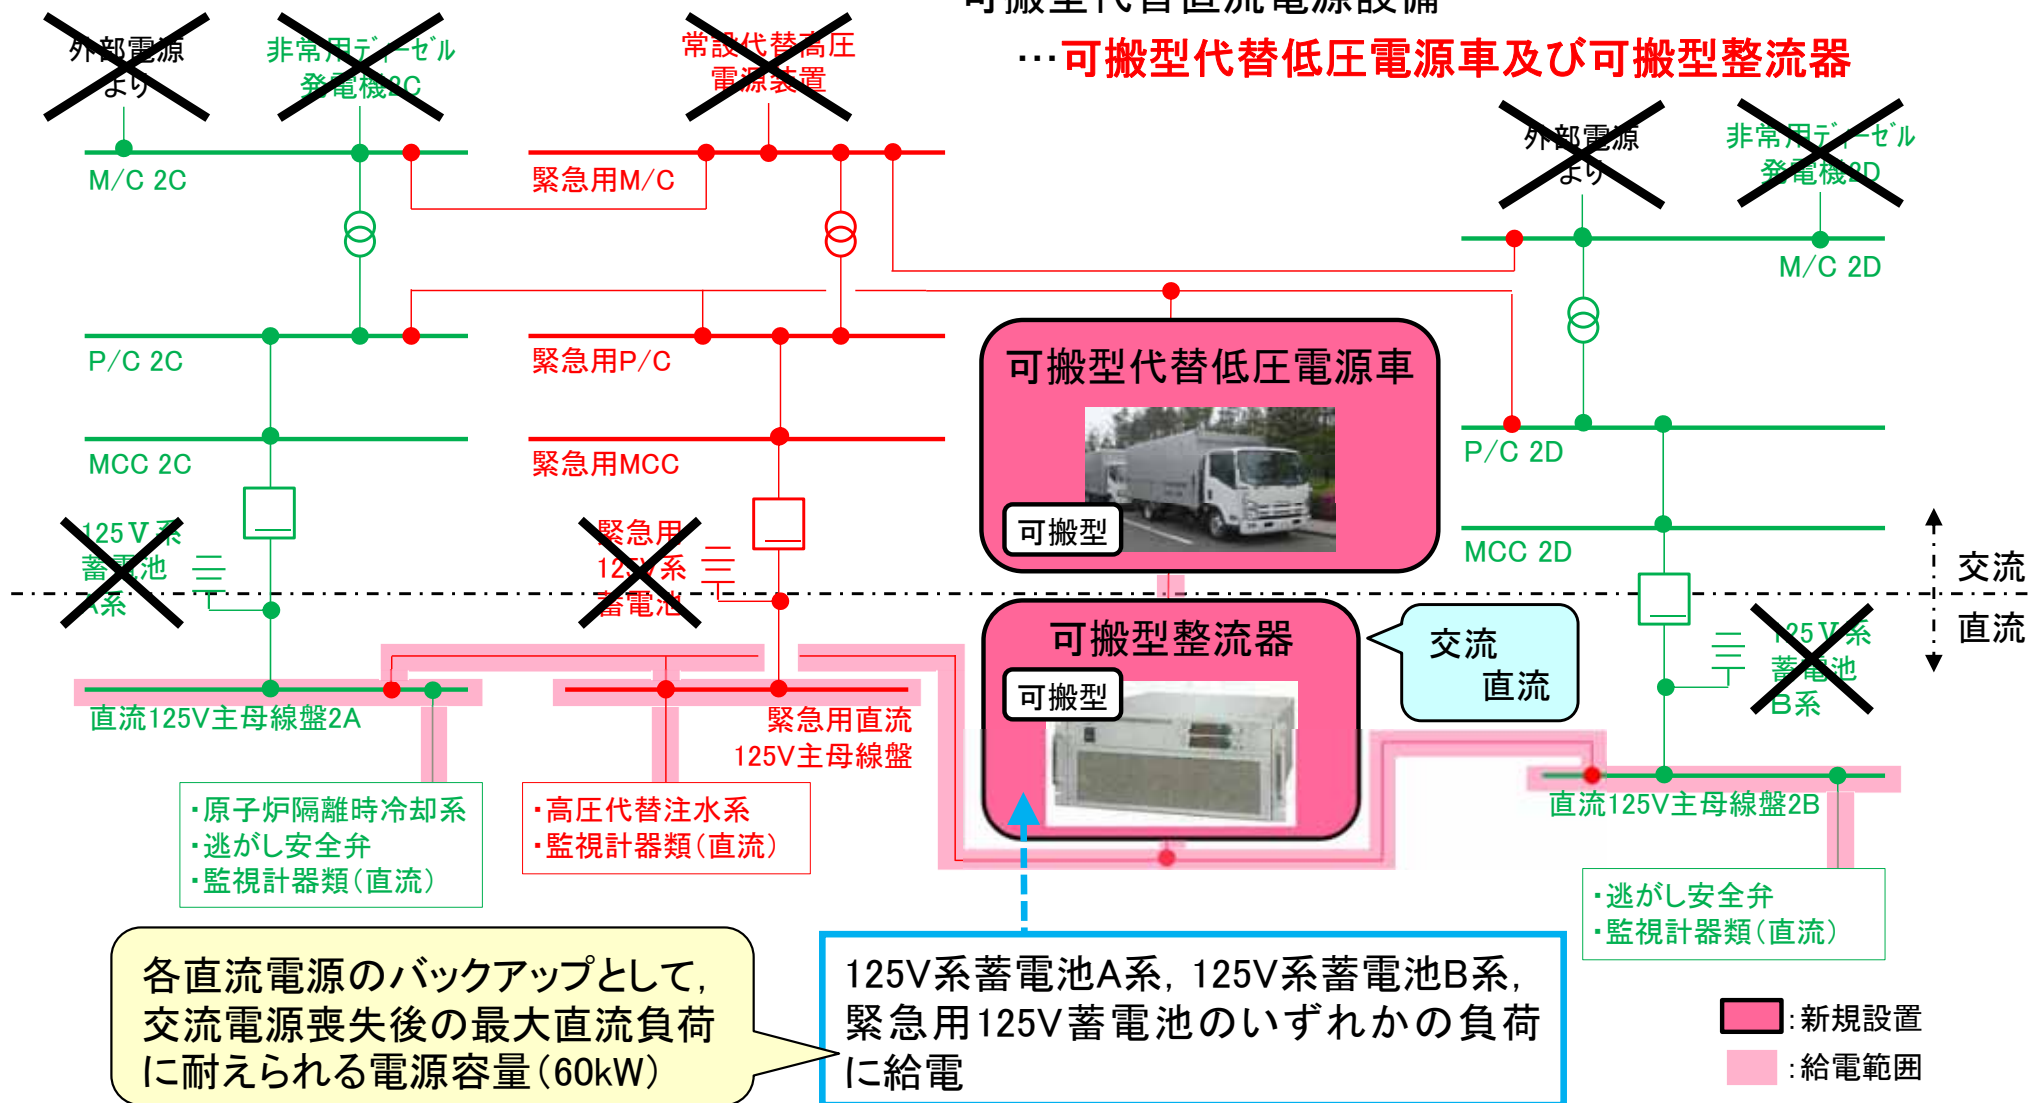 可搬型代替直流電源設備
…可搬型代替低圧電源車及び可搬型整流器
外部電源
より
非常用ディーゼル
発電機2C
常設代替高圧
電源装置
外部電源
より
非常用ディーゼル
発電機2D
M/C 2C
緊急用M/C
M/C 2D
P/C 2C
緊急用P/C
可搬型代替低圧電源車
可搬型
P/C 2D
MCC 2C
緊急用MCC
MCC 2D
125V系
蓄電池
A系
緊急用
125V系
蓄電池
交流
直流
125V系
蓄電池
B系
可搬型整流器
可搬型
交流
直流
直流125V主母線盤2A
緊急用直流
125V主母線盤
直流125V主母線盤2B
・原子炉隔離時冷却系
・逃がし安全弁
・監視計器類(直流)
・高圧代替注水系
・監視計器類(直流)
・逃がし安全弁
・監視計器類(直流)
各直流電源のバックアップとして,
交流電源喪失後の最大直流負荷
に耐えられる電源容量(60kW)
125V系蓄電池A系, 125V系蓄電池B系,
緊急用125V蓄電池のいずれかの負荷
に給電
:新規設置
:給電範囲